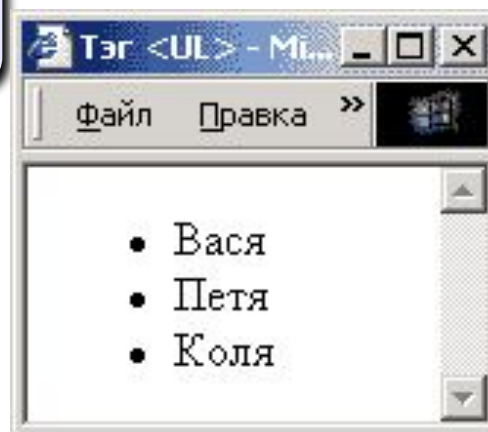 Тэг <UL> - Mi...
Файл Правка »
• Вася
• Петя
• Коля